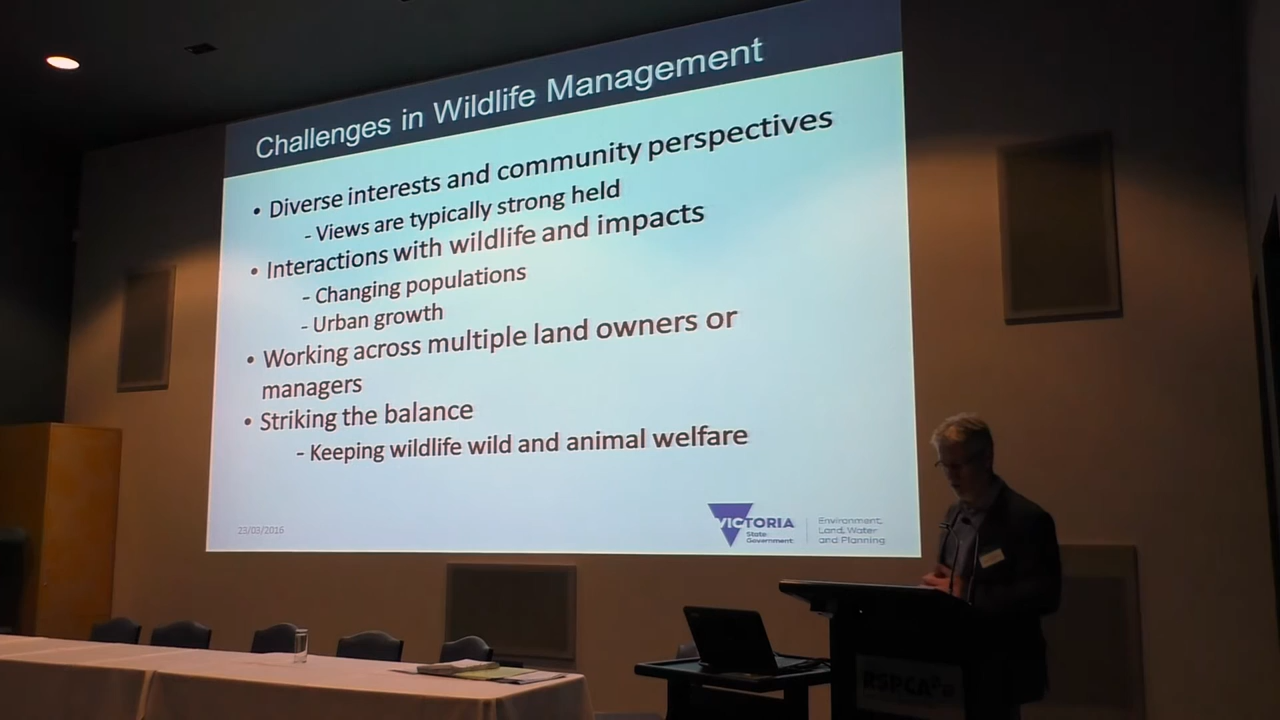 Challenges in Wildlife Management
• Diverse interests and community perspectives
- Views are typically strong held
• Interactions with wildlife and impacts
- Changing populations
- Urban growth
• Working across multiple land owners or
managers
• Striking the balance
- Keeping wildlife wild and animal welfare
23/03/2016
VICTORIA
State
Government
Environment,
Land, Water
and Planning
RSPCA